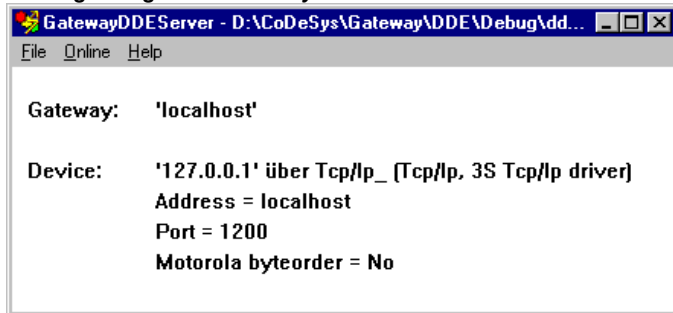 GatewayDDEServer - D:\CoDeSys\Gateway\DDE\Debug\dd...
File Online Help
Gateway: 'localhost'
Device: '127.0.0.1' über Tcp/Ip_ (Tcp/Ip, 3S Tcp/Ip driver)
Address = localhost
Port = 1200
Motorola byteorder = No